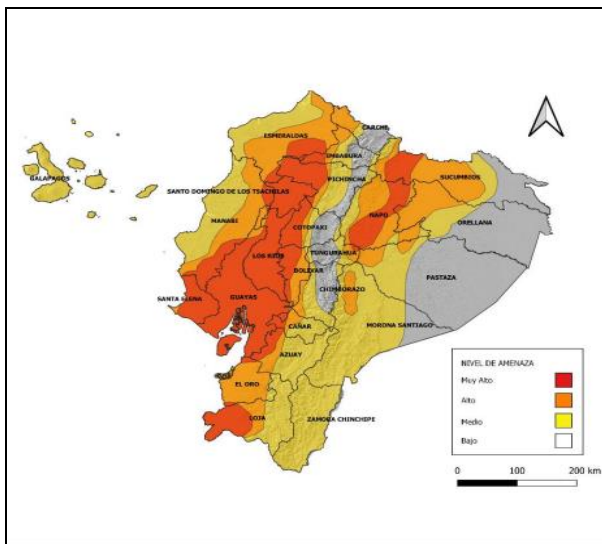 CARCHI
ESMERALDAS
IMBABURA
SUCUMBIOS
GALAPAGOS
PICHINCHA
SANTO DOMINGO DE LOS TSACHILAS
NAPO
MANABI
ORELLANA
COTOPAXI
TUNGURAHUA
LOS RIOS
BOLIVAR
PASTAZA
CHIMBORAZO
SANTA ELENA
GUAYAS
MORONA SANTIAGO
CAÑAR
AZUAY
EL ORO
LOJA
ZAMORA CHINCHIPE
NIVEL DE AMENAZA
Muy Alto
Alto
Medio
Bajo
0 100 200 km